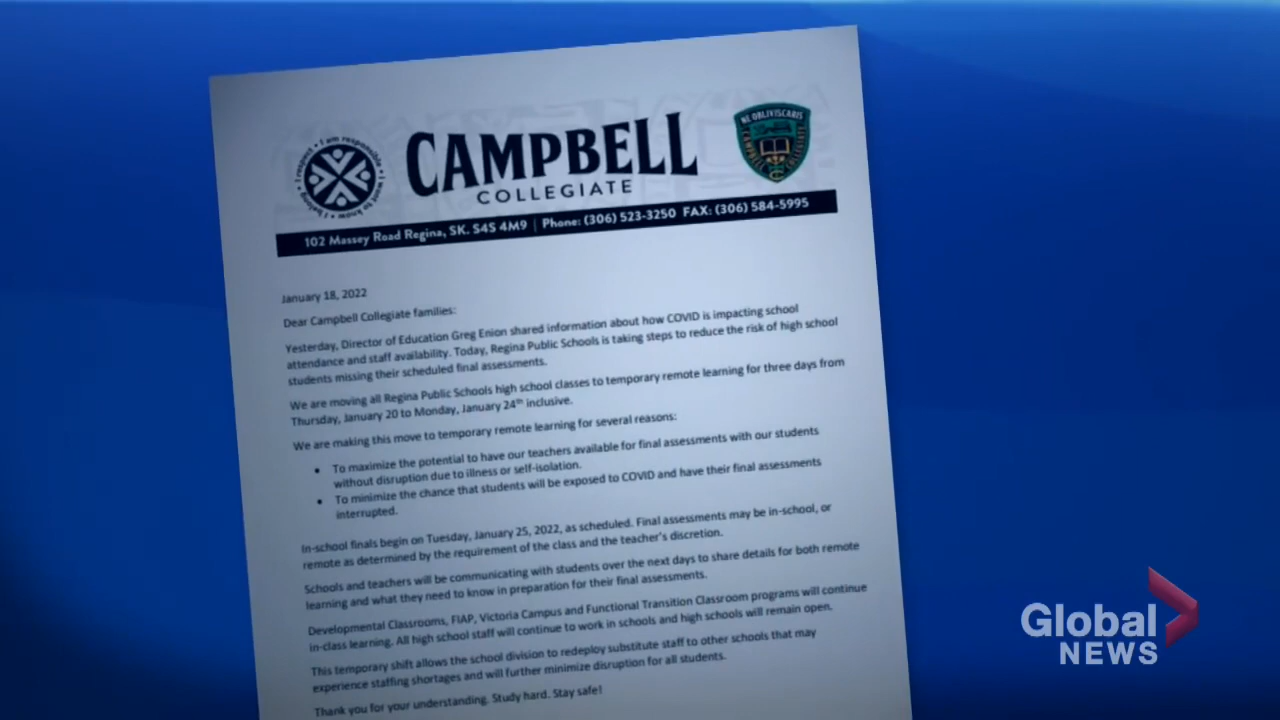 I respect • I am responsible • I want to know • I belong •
CAMPBELL
COLLEGIATE
NE OBLIVISCARIS
CAMPBELL COLLEGIATE
102 Massey Road Regina, SK. S4S 4M9 | Phone: (306) 523-3250 FAX: (306) 584-5995
January 18, 2022
Dear Campbell Collegiate families:
Yesterday, Director of Education Greg Enion shared information about how COVID is impacting school
attendance and staff availability. Today, Regina Public Schools is taking steps to reduce the risk of high school
students missing their scheduled final assessments.
We are moving all Regina Public Schools high school classes to temporary remote learning for three days from
Thursday, January 20 to Monday, January 24th inclusive.
We are making this move to temporary remote learning for several reasons:
• To maximize the potential to have our teachers available for final assessments with our students
without disruption due to illness or self-isolation.
• To minimize the chance that students will be exposed to COVID and have their final assessments
interrupted.
In-school finals begin on Tuesday, January 25, 2022, as scheduled. Final assessments may be in-school, or
remote as determined by the requirement of the class and the teacher's discretion.
Schools and teachers will be communicating with students over the next days to share details for both remote
learning and what they need to know in preparation for their final assessments.
Developmental Classrooms, FIAP, Victoria Campus and Functional Transition Classroom programs will continue
in-class learning. All high school staff will continue to work in schools and high schools will remain open.
This temporary shift allows the school division to redeploy substitute staff to other schools that may
experience staffing shortages and will further minimize disruption for all students.
Thank you for your understanding. Study hard. Stay safe!
Global
NEWS